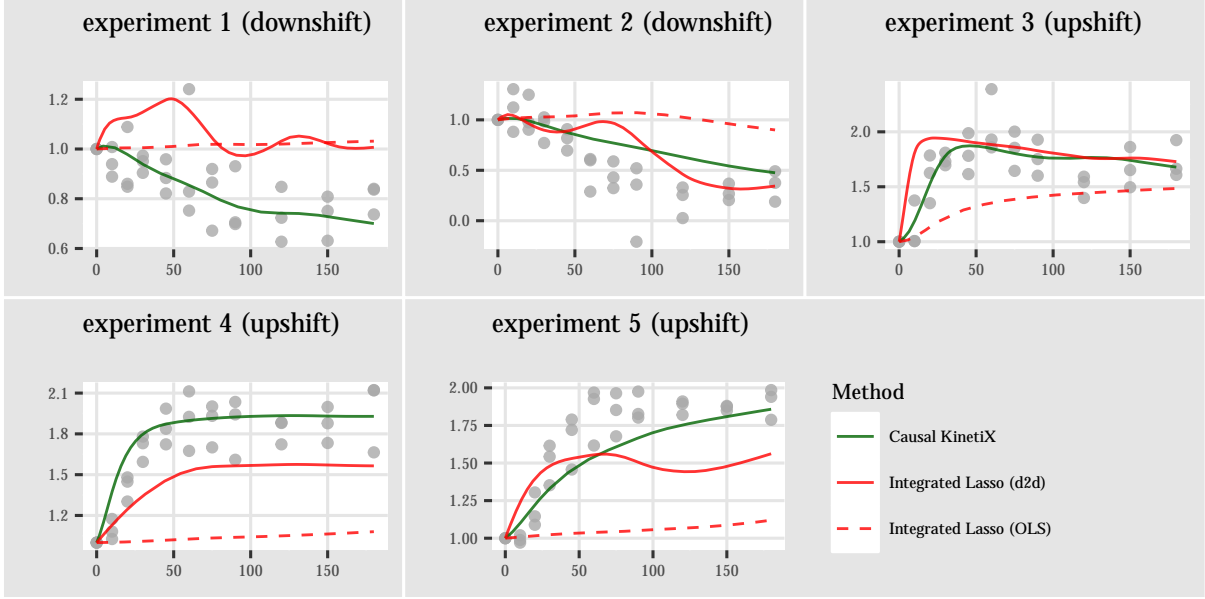 experiment 1 (downshift)
experiment 2 (downshift)
experiment 3 (upshift)
1.2
1.0
0.8
0.6
0 50 100 150
1.0
0.5
0.0
0 50 100 150
2.0
1.5
1.0
0 50 100 150
experiment 4 (upshift)
experiment 5 (upshift)
2.1
1.8
1.5
1.2
0 50 100 150
2.00
1.75
1.50
1.25
1.00
0 50 100 150
Method
Causal KinetiX
Integrated Lasso (d2d)
Integrated Lasso (OLS)